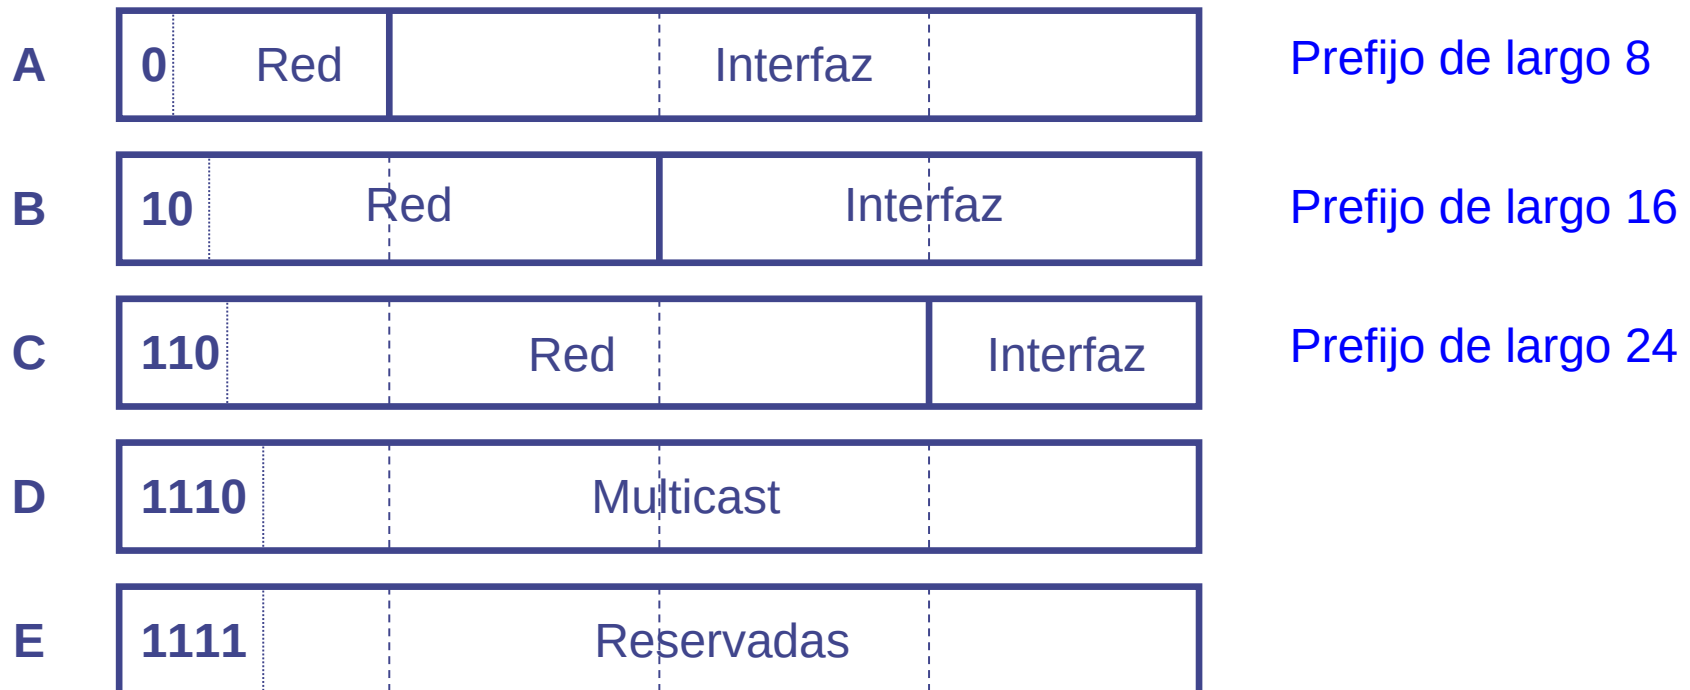 A 0 Red Interfaz Prefijo de largo 8
B 10 Red Interfaz Prefijo de largo 16
C 110 Red Interfaz Prefijo de largo 24
D 1110 Multicast
E 1111 Reservadas